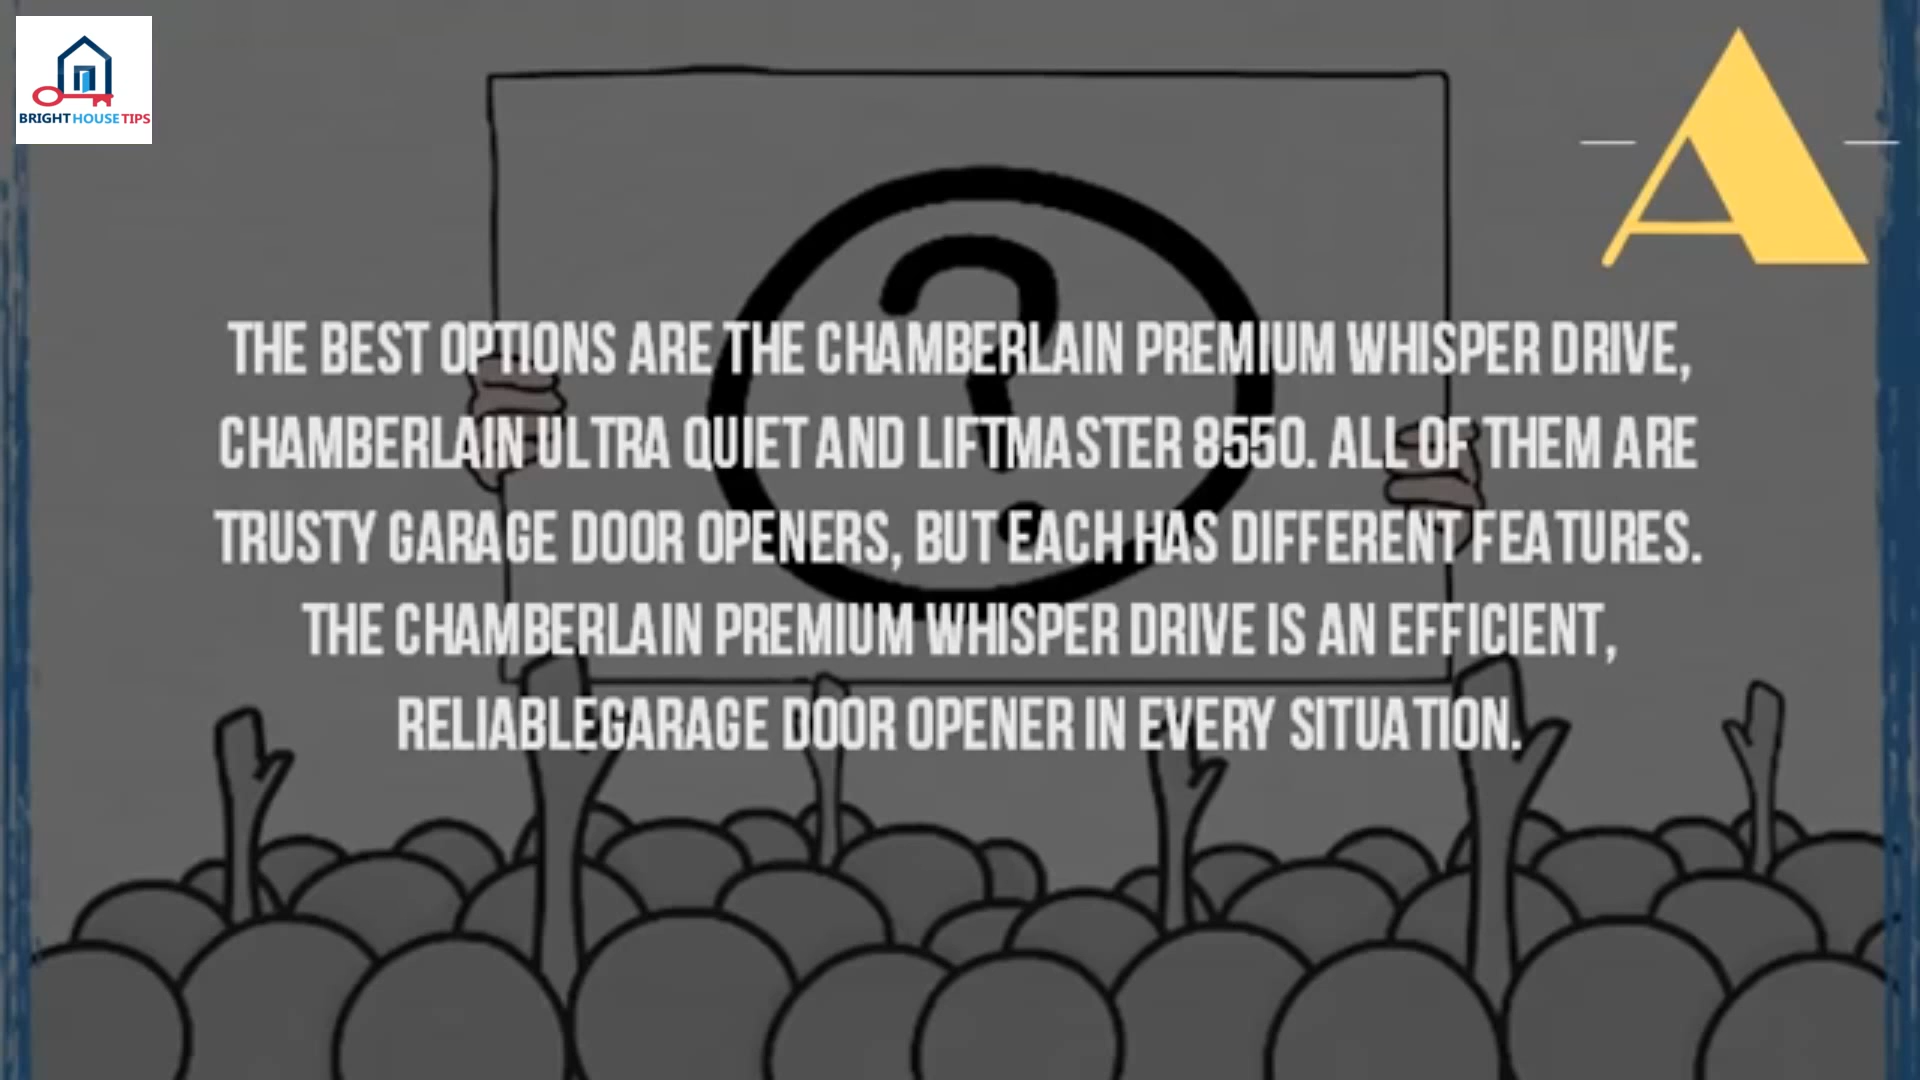 BRIGHT HOUSE TIPS
A
THE BEST OPTIONS ARE THE CHAMBERLAIN PREMIUM WHISPER DRIVE,
CHAMBERLAIN ULTRA QUIET AND LIFTMASTER 8550. ALL OF THEM ARE
TRUSTY GARAGE DOOR OPENERS, BUT EACH HAS DIFFERENT FEATURES.
THE CHAMBERLAIN PREMIUM WHISPER DRIVE IS AN EFFICIENT,
RELIABLEGARAGE DOOR OPENER IN EVERY SITUATION.
?